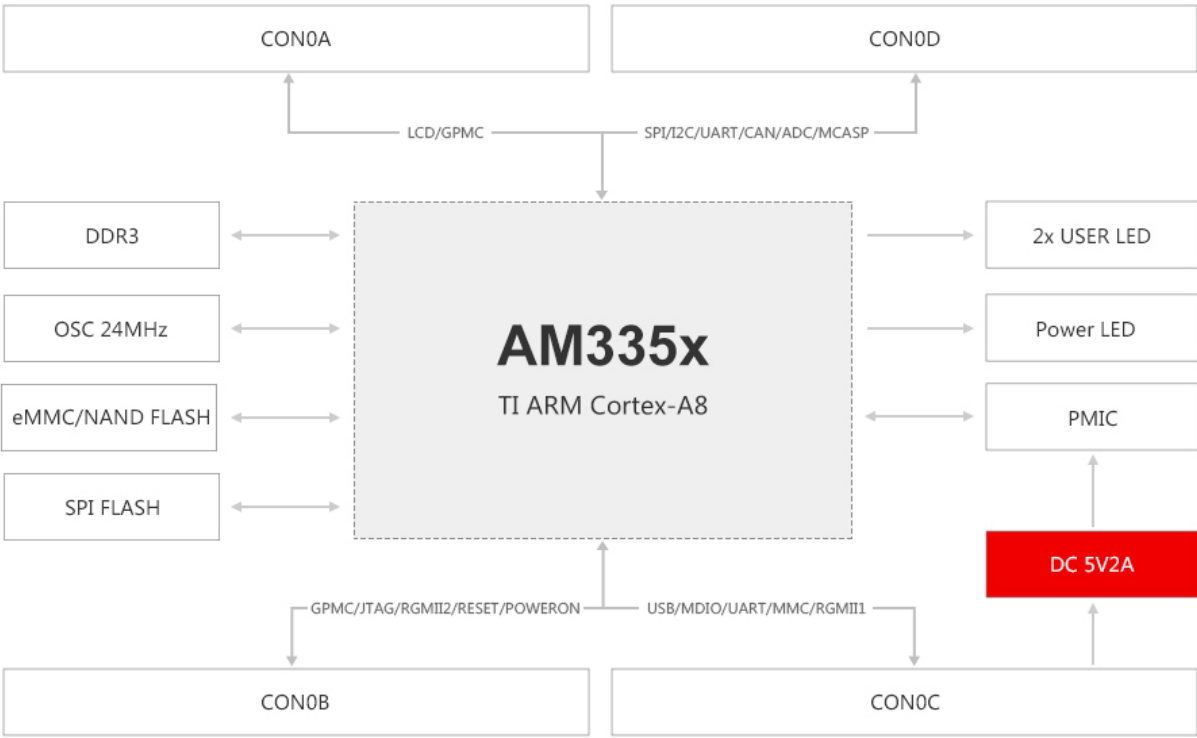 CON0A
CON0D
LCD/GPMC
SPI/I2C/UART/CAN/ADC/MCASP
DDR3
2x USER LED
OSC 24MHz
Power LED
AM335x
TI ARM Cortex-A8
eMMC/NAND FLASH
PMIC
SPI FLASH
DC 5V2A
GPMC/JTAG/RGMII2/RESET/POWERON
USB/MDIO/UART/MMC/RGMII1
CON0B
CON0C